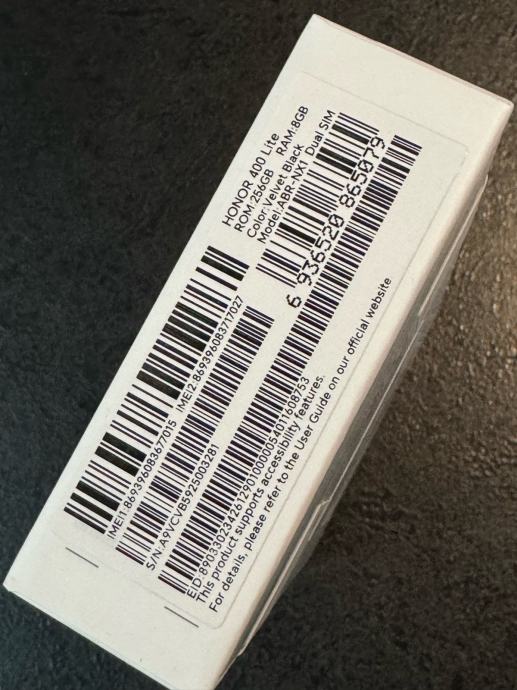 HONOR 400 Lite
ROM:256GB RAM:8GB
Color:Velvet Black
Model:ABR-NX1 Dual SIM
6 936520 865079
IMEI1:869396083677015 IMEI2:869396083717027
S/N:A9VCVB5925003281
EID:89033023426129010000054011608753
This product supports accessibility features.
For details, please refer to the User Guide on our official website